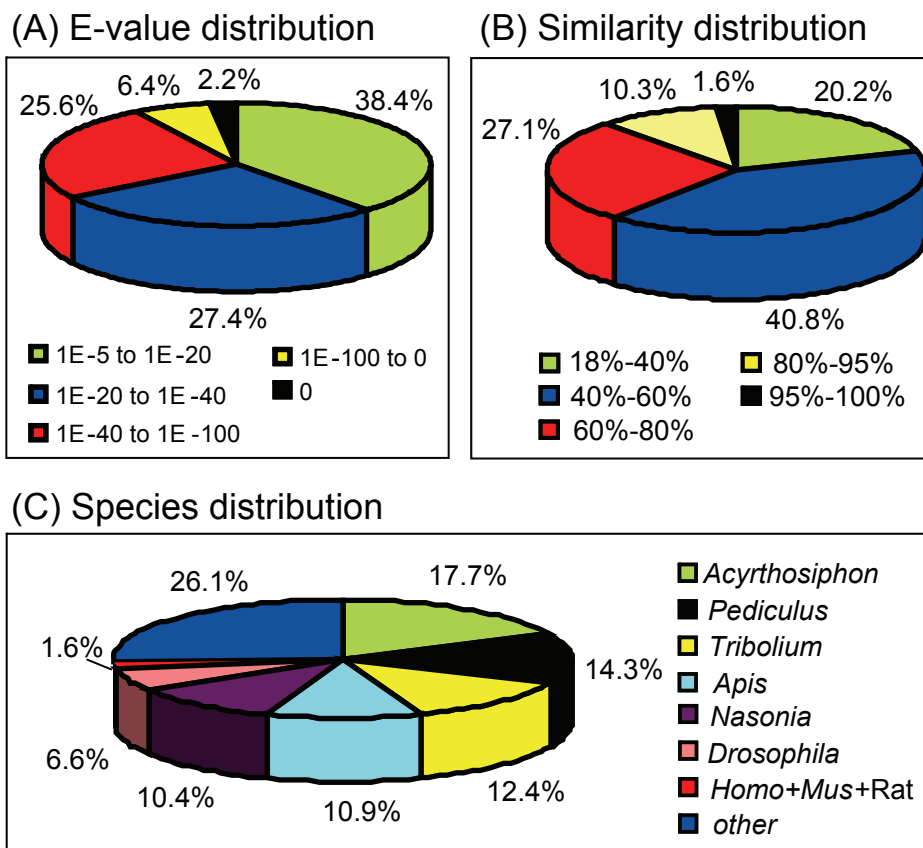 (A) E-value distribution
2.2%
6.4%
38.4%
25.6%
27.4%
1E-5 to 1E-20
1E-100 to 0
1E-20 to 1E-40
0
1E-40 to 1E-100
(B) Similarity distribution
1.6%
10.3%
20.2%
27.1%
40.8%
18%-40%
80%-95%
40%-60%
95%-100%
60%-80%
(C) Species distribution
26.1%
17.7%
1.6%
14.3%
6.6%
12.4%
10.4%
10.9%
Acyrthosiphon
Pediculus
Tribolium
Apis
Nasonia
Drosophila
Homo+Mus+Rat
other